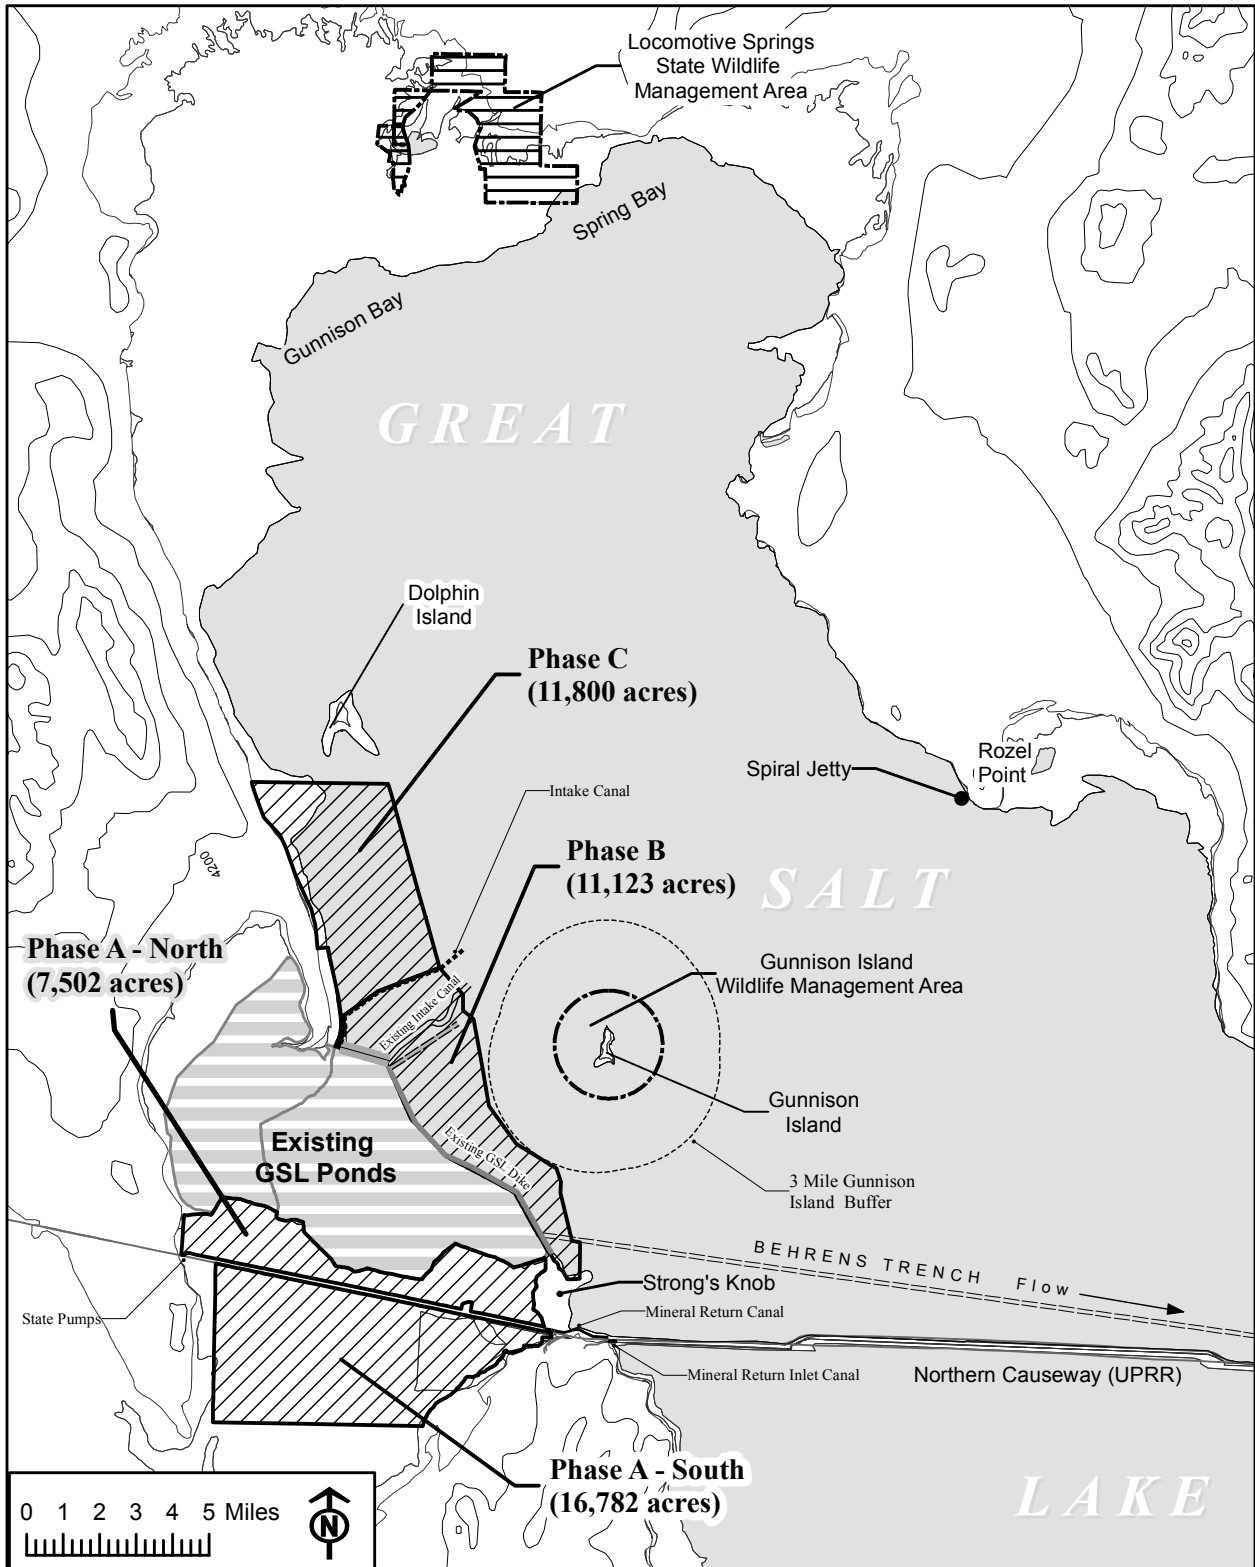 Locomotive Springs
State Wildlife
Management Area
Spring Bay
Gunnison Bay
GREAT
Dolphin
Island
Phase C
(11,800 acres)
Rozel
Point
Spiral Jetty
Intake Canal
Phase B
(11,123 acres)
4200
SALT
Phase A - North
(7,502 acres)
Gunnison Island
Wildlife Management Area
Existing Intake Canal
Gunnison
Island
Existing
GSL Ponds
Existing GSL Dike
3 Mile Gunnison
Island Buffer
BEHRENS TRENCH Flow
Strong's Knob
Mineral Return Canal
State Pumps
Mineral Return Inlet Canal
Northern Causeway (UPRR)
Phase A - South
(16,782 acres)
LAKE
0 1 2 3 4 5 Miles
N